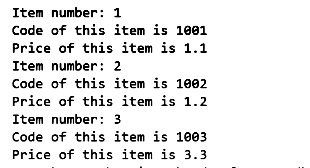 Item number: 1
Code of this item is 1001
Price of this item is 1.1
Item number: 2
Code of this item is 1002
Price of this item is 1.2
Item number: 3
Code of this item is 1003
Price of this item is 3.3